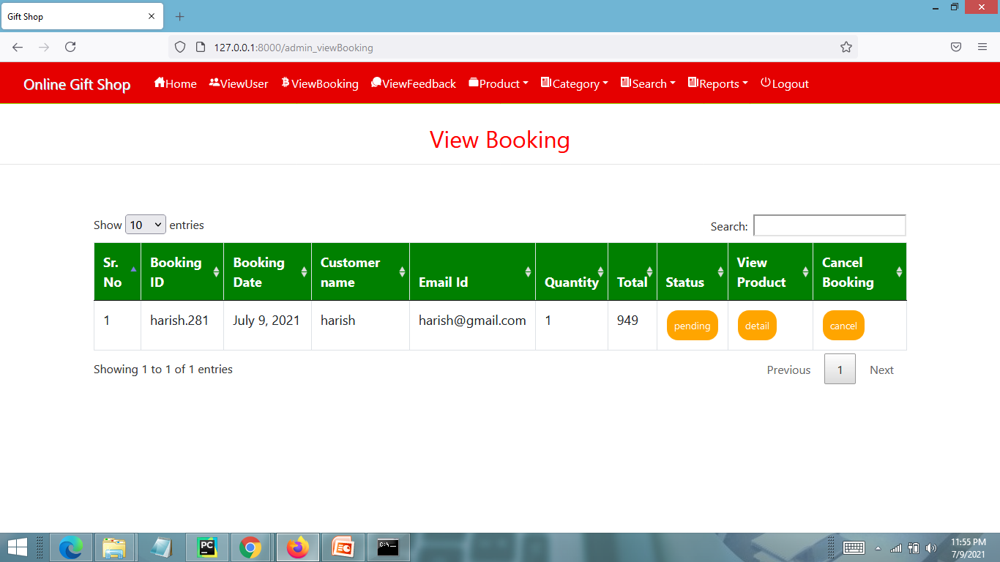 Gift Shop
127.0.0.1:8000/admin_viewBooking
Online Gift Shop Home ViewUser ViewBooking ViewFeedback Product Category Search Reports Logout
View Booking
Show 10 entries Search:
Sr. No Booking ID Booking Date Customer name Email Id Quantity Total Status View Product Cancel Booking
1 harish.281 July 9, 2021 harish harish@gmail.com 1 949 pending detail cancel
Showing 1 to 1 of 1 entries Previous 1 Next
PC
C:\
11:55 PM
7/9/2021